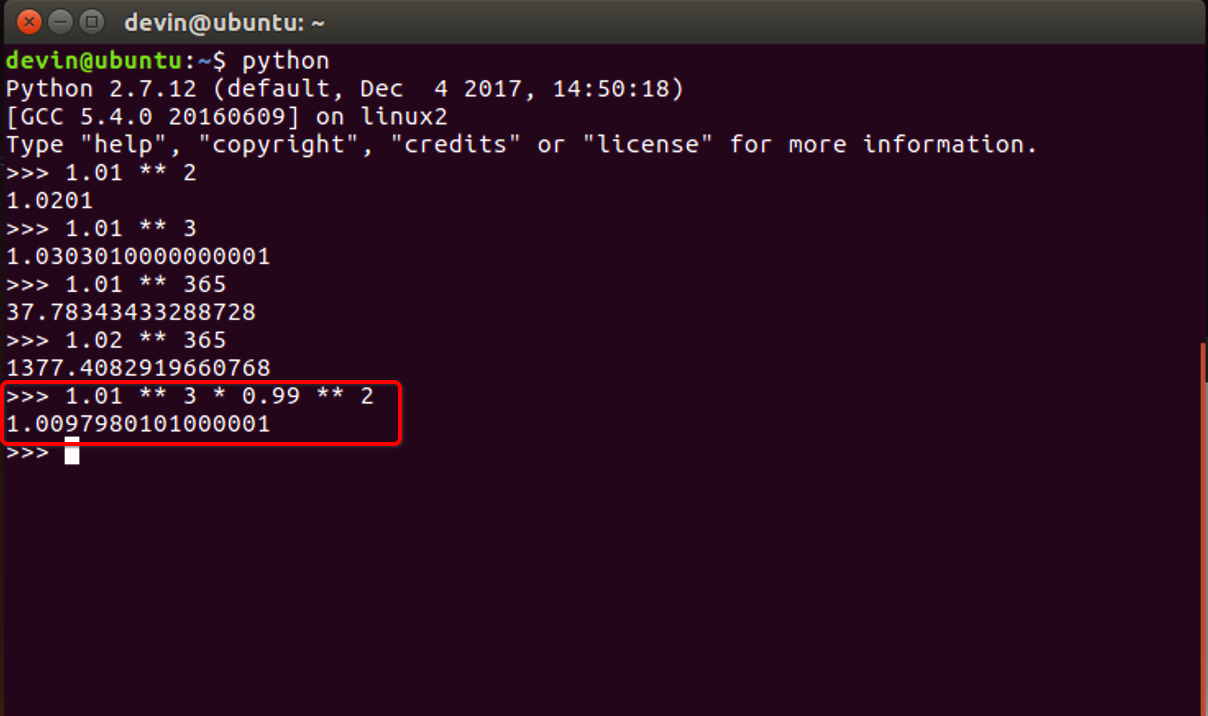 devin@ubuntu: ~
devin@ubuntu:~$ python
Python 2.7.12 (default, Dec  4 2017, 14:50:18)
[GCC 5.4.0 20160609] on linux2
Type "help", "copyright", "credits" or "license" for more information.
>>> 1.01 ** 2
1.0201
>>> 1.01 ** 3
1.0303010000000001
>>> 1.01 ** 365
37.78343433288728
>>> 1.02 ** 365
1377.4082919660768
>>> 1.01 ** 3 * 0.99 ** 2
1.0097980101000001
>>>